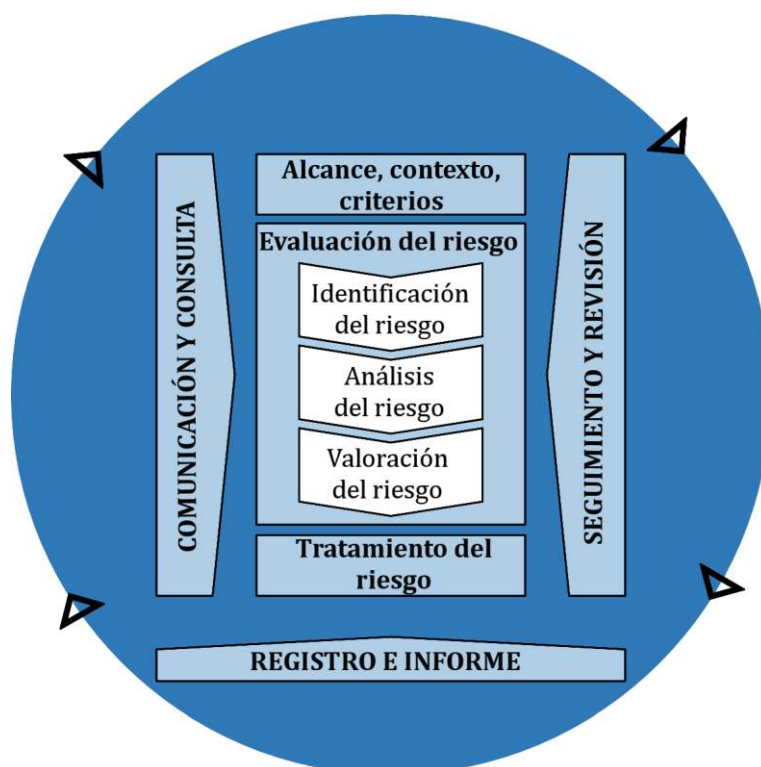 Alcance, contexto,
criterios
Evaluación del riesgo
Identificación
del riesgo
Análisis
del riesgo
Valoración
del riesgo
Tratamiento del
riesgo
COMUNICACIÓN Y CONSULTA
SEGUIMIENTO Y REVISIÓN
REGISTRO E INFORME